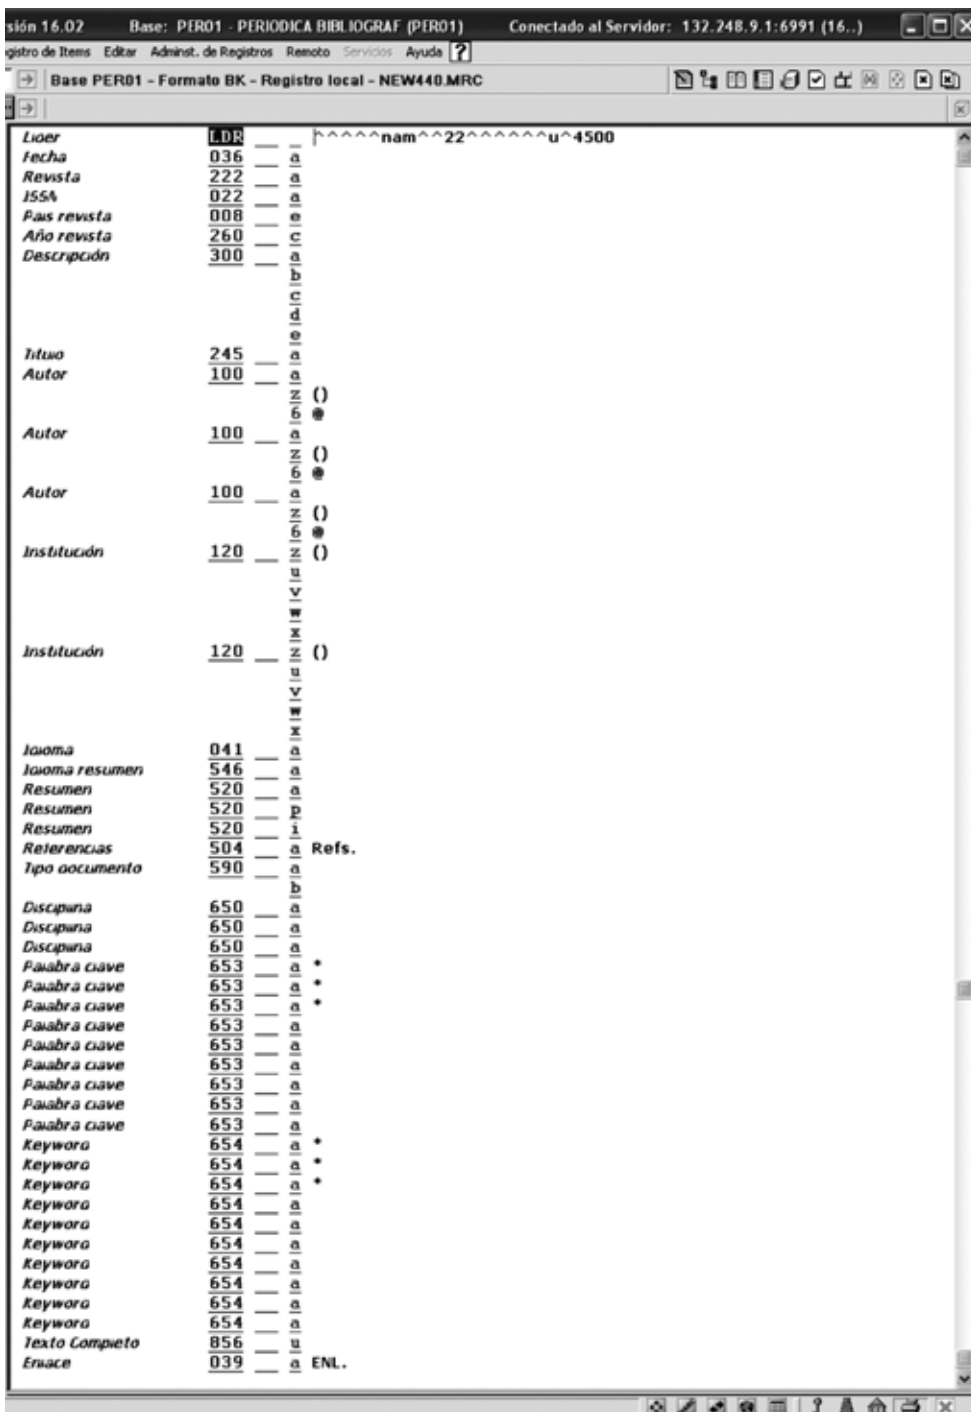 sión 16.02 Base: PER01 - PERIODICA BIBLIOGRAF (PER01) Conectado al Servidor: 132.248.9.1:6991 (16..)
gistro de Items Editar Administ. de Registros Remoto Servicios Ayuda ?
Base PER01 - Formato BK - Registro local - NEW440.MRC
Lider LDR ^^^^^nam^^22^^^^^^u^4500
Fecha 036 a
Revista 222 a
ISSN 022 a
Pais revista 008 e
Año revista 260 c
Descripción 300 a
b
c
d
e
Titulo 245 a
Autor 100 a
z ()
6 @
Autor 100 a
z ()
6 @
Autor 100 a
z ()
6 @
Institución 120 z ()
u
v
w
x
Institución 120 z ()
u
v
w
x
Idioma 041 a
Idioma resumen 546 a
Resumen 520 a
Resumen 520 p
Resumen 520 i
Referencias 504 a Refs.
Tipo documento 590 a
b
Disciplina 650 a
Disciplina 650 a
Disciplina 650 a
Palabra clave 653 a *
Palabra clave 653 a *
Palabra clave 653 a *
Palabra clave 653 a
Palabra clave 653 a
Palabra clave 653 a
Palabra clave 653 a
Palabra clave 653 a
Palabra clave 653 a
Keyword 654 a *
Keyword 654 a *
Keyword 654 a *
Keyword 654 a
Keyword 654 a
Keyword 654 a
Keyword 654 a
Keyword 654 a
Keyword 654 a
Keyword 654 a
Texto Completo 856 u
Enlace 039 a ENL.